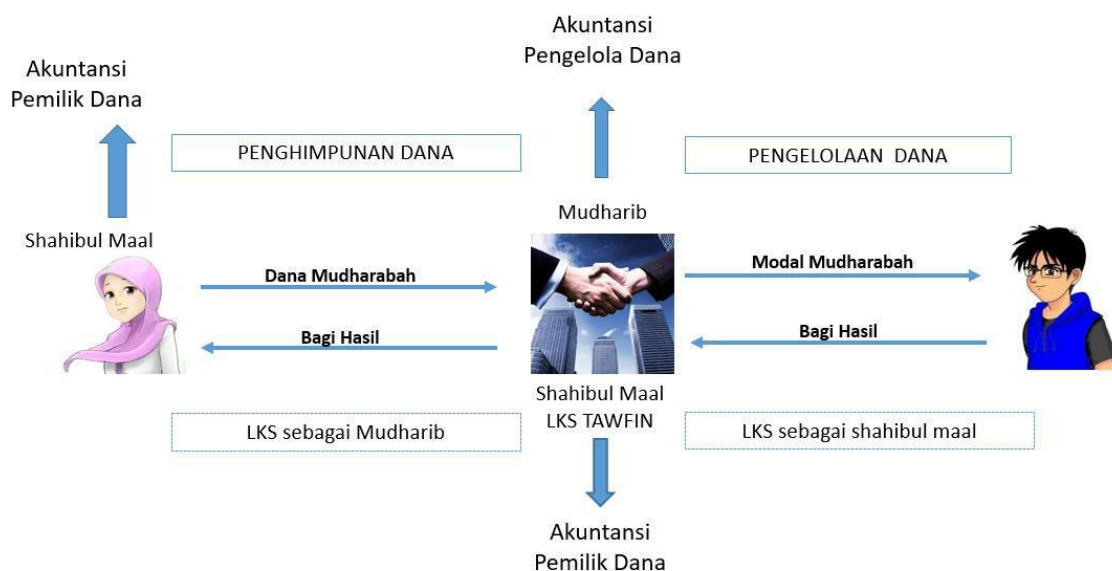 Akuntansi
Pengelola Dana
Akuntansi
Pemilik Dana
PENGHIMPUNAN DANA
PENGELOLAAN  DANA
Mudharib
Shahibul Maal
Dana Mudharabah
Modal Mudharabah
Bagi Hasil
Bagi Hasil
Shahibul Maal
LKS TAWFIN
LKS sebagai Mudharib
LKS sebagai shahibul maal
Akuntansi
Pemilik Dana